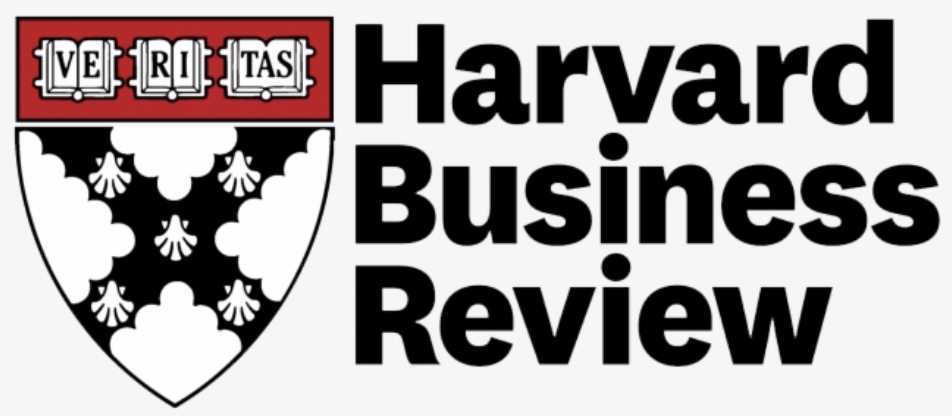 VE RI TAS
Harvard
Business
Review